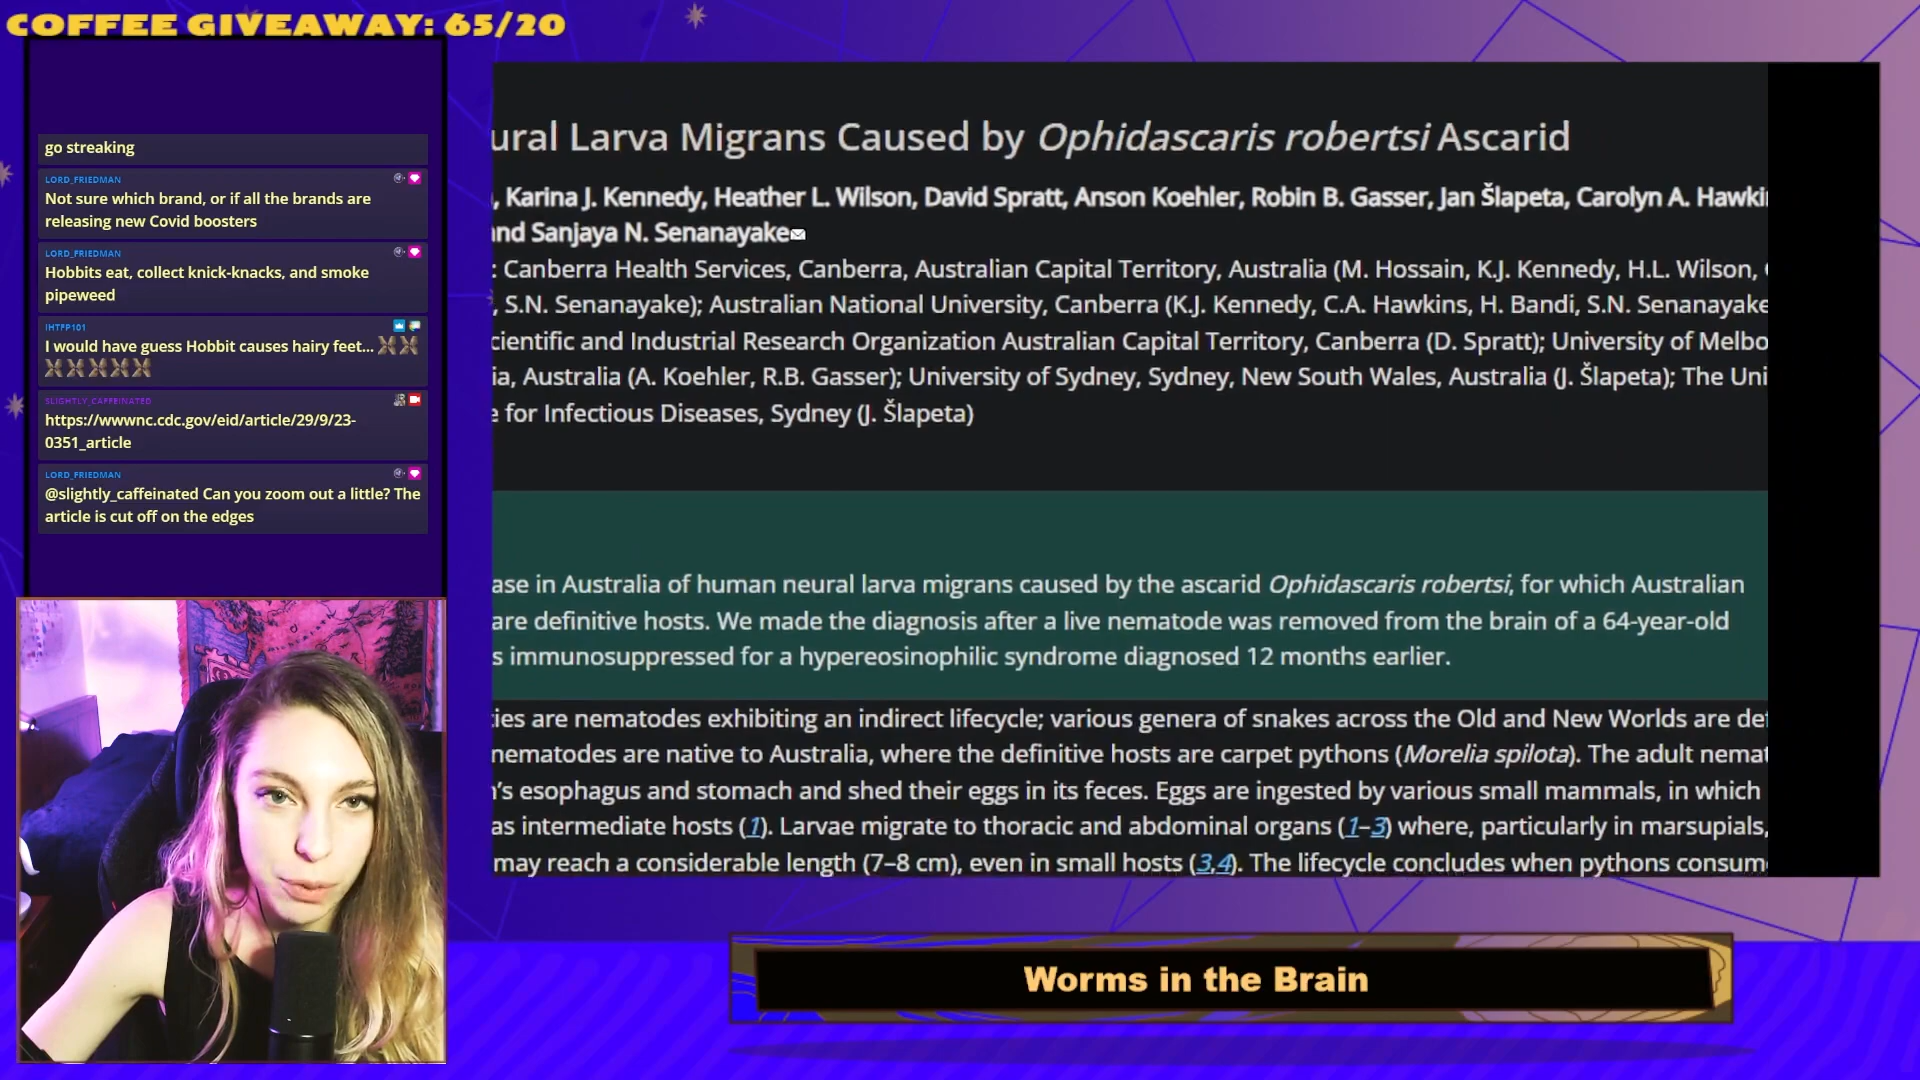 COFFEE GIVEAWAY: 65/20
go streaking
LORD_FRIEDMAN
Not sure which brand, or if all the brands are
releasing new Covid boosters
LORD_FRIEDMAN
Hobbits eat, collect knick-knacks, and smoke
pipeweed
IHTFP101
I would have guess Hobbit causes hairy feet...
SLIGHTLY_CAFFEINATED
https://wwwnc.cdc.gov/eid/article/29/9/23-
0351_article
LORD_FRIEDMAN
@slightly_caffeinated Can you zoom out a little? The
article is cut off on the edges
ural Larva Migrans Caused by Ophidascaris robertsi Ascarid
, Karina J. Kennedy, Heather L. Wilson, David Spratt, Anson Koehler, Robin B. Gasser, Jan Šlapeta, Carolyn A. Hawki
nd Sanjaya N. Senanayake
: Canberra Health Services, Canberra, Australian Capital Territory, Australia (M. Hossain, K.J. Kennedy, H.L. Wilson,
, S.N. Senanayake); Australian National University, Canberra (K.J. Kennedy, C.A. Hawkins, H. Bandi, S.N. Senanayake
cientific and Industrial Research Organization Australian Capital Territory, Canberra (D. Spratt); University of Melbo
ia, Australia (A. Koehler, R.B. Gasser); University of Sydney, Sydney, New South Wales, Australia (J. Šlapeta); The Uni
e for Infectious Diseases, Sydney (J. Šlapeta)
ase in Australia of human neural larva migrans caused by the ascarid Ophidascaris robertsi, for which Australian
are definitive hosts. We made the diagnosis after a live nematode was removed from the brain of a 64-year-old
s immunosuppressed for a hypereosinophilic syndrome diagnosed 12 months earlier.
ies are nematodes exhibiting an indirect lifecycle; various genera of snakes across the Old and New Worlds are def
nematodes are native to Australia, where the definitive hosts are carpet pythons (Morelia spilota). The adult nemat
's esophagus and stomach and shed their eggs in its feces. Eggs are ingested by various small mammals, in which
as intermediate hosts (1). Larvae migrate to thoracic and abdominal organs (1–3) where, particularly in marsupials,
may reach a considerable length (7–8 cm), even in small hosts (3,4). The lifecycle concludes when pythons consum
Worms in the Brain